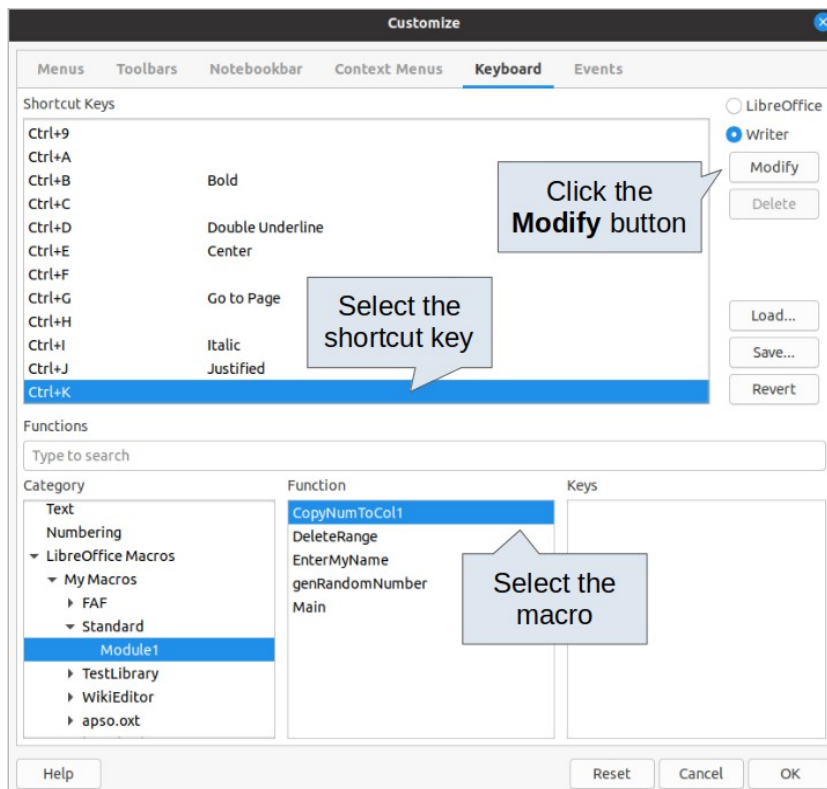 Customize
Menus Toolbars Notebookbar Context Menus Keyboard Events
Shortcut Keys
LibreOffice
Writer
Ctrl+9
Ctrl+A
Ctrl+B Bold
Ctrl+C
Ctrl+D Double Underline
Ctrl+E Center
Ctrl+F
Ctrl+G Go to Page
Ctrl+H
Ctrl+I Italic
Ctrl+J Justified
Ctrl+K
Modify
Delete
Click the
Modify button
Select the
shortcut key
Load...
Save...
Revert
Functions
Type to search
Category
Text
Numbering
LibreOffice Macros
My Macros
FAF
Standard
Module1
TestLibrary
WikiEditor
apso.oxt
Function
CopyNumToCol1
DeleteRange
EnterMyName
genRandomNumber
Main
Select the
macro
Keys
Help Reset Cancel OK